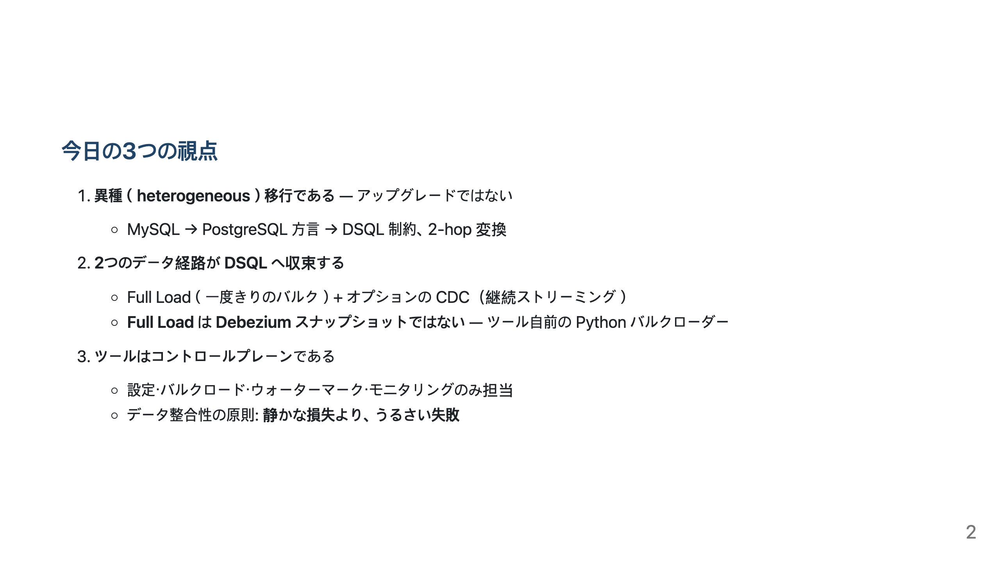 今日の3つの視点
1. 異種（heterogeneous）移行である — アップグレードではない
○ MySQL → PostgreSQL 方言 → DSQL 制約、2-hop 変換
2. 2つのデータ経路が DSQL へ収束する
○ Full Load（一度きりのバルク）+ オプションの CDC（継続ストリーミング）
○ Full Load は Debezium スナップショットではない — ツール自前の Python バルクローダー
3. ツールはコントロールプレーンである
○ 設定·バルクロード·ウォーターマーク·モニタリングのみ担当
○ データ整合性の原則: 静かな損失より、うるさい失敗
2